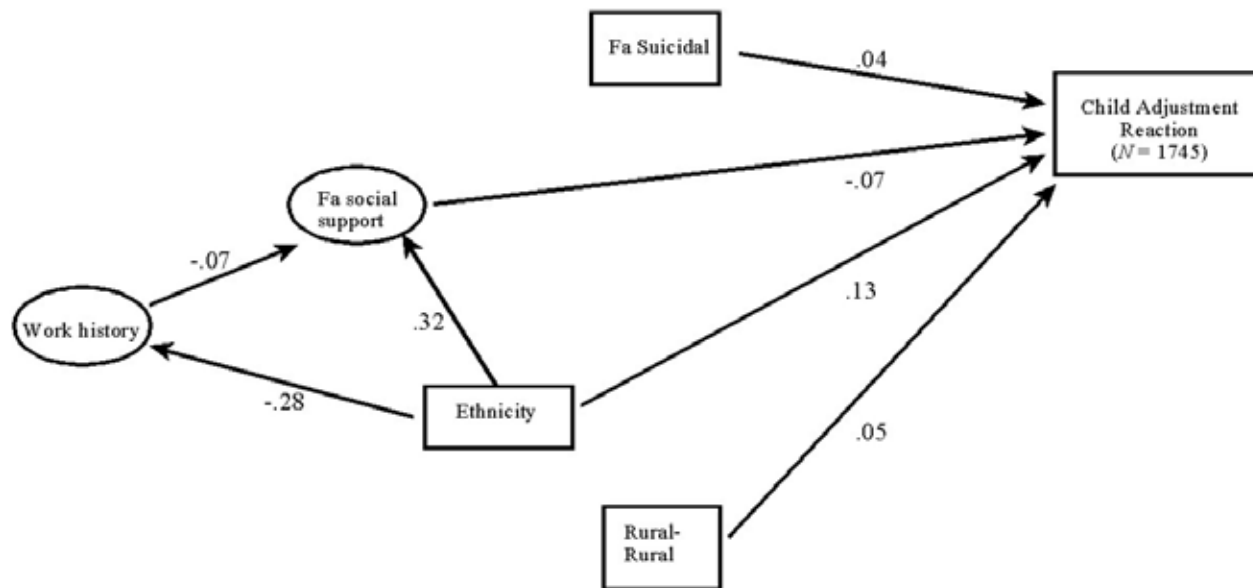 Fa Suicidal
.04
Child Adjustment
Reaction
(N = 1745)
Fa social
support
-.07
-.07
Work history
.32
.13
-.28
Ethnicity
.05
Rural-
Rural